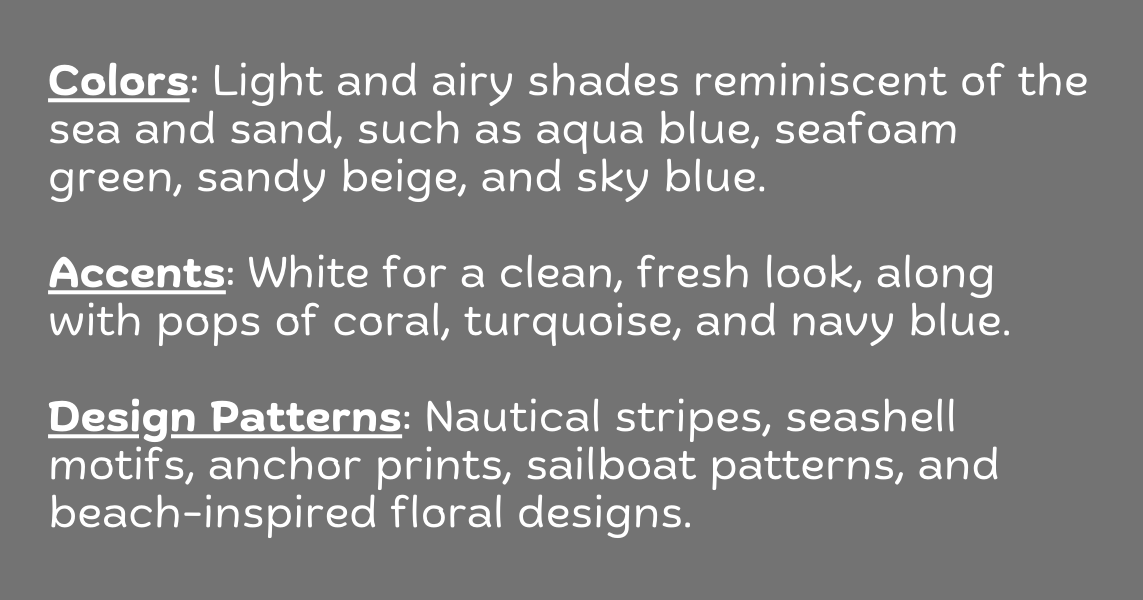 Colors: Light and airy shades reminiscent of the
sea and sand, such as aqua blue, seafoam
green, sandy beige, and sky blue.
Accents: White for a clean, fresh look, along
with pops of coral, turquoise, and navy blue.
Design Patterns: Nautical stripes, seashell
motifs, anchor prints, sailboat patterns, and
beach-inspired floral designs.